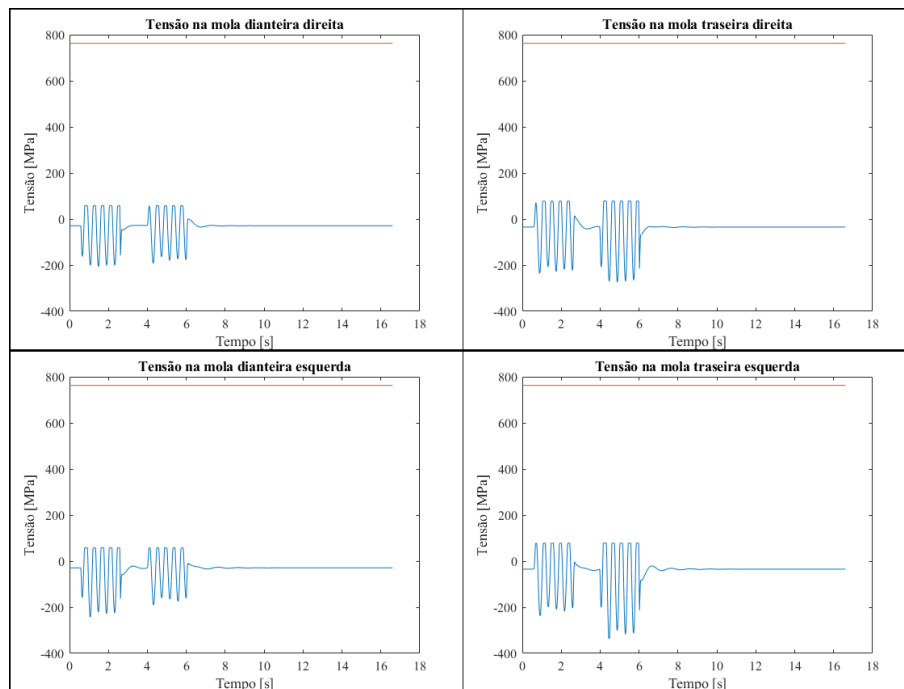 Tensão na mola dianteira direita
800
600
400
200
0
-200
-400
Tensão [MPa]
0 2 4 6 8 10 12 14 16 18
Tempo [s]
Tensão na mola traseira direita
800
600
400
200
0
-200
-400
Tensão [MPa]
0 2 4 6 8 10 12 14 16 18
Tempo [s]
Tensão na mola dianteira esquerda
800
600
400
200
0
-200
-400
Tensão [MPa]
0 2 4 6 8 10 12 14 16 18
Tempo [s]
Tensão na mola traseira esquerda
800
600
400
200
0
-200
-400
Tensão [MPa]
0 2 4 6 8 10 12 14 16 18
Tempo [s]